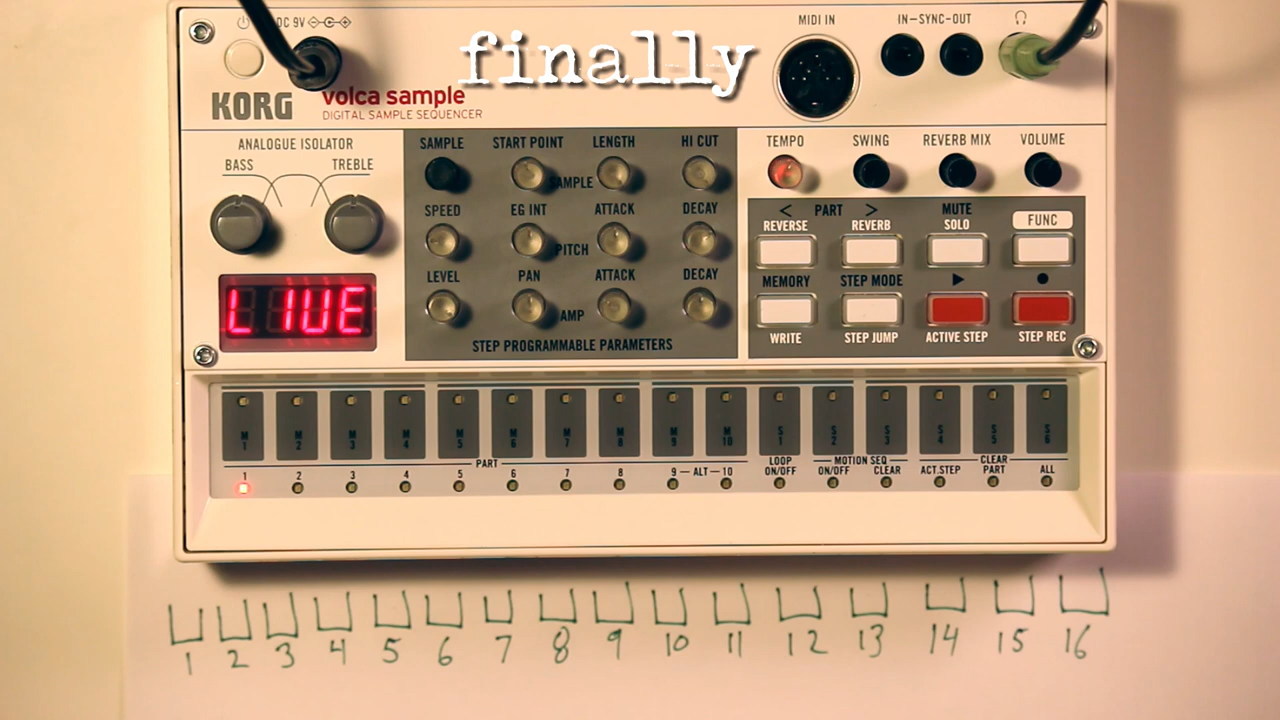 finally
DC 9V
MIDI IN
IN-SYNC-OUT
KORG
volca sample
DIGITAL SAMPLE SEQUENCER
ANALOGUE ISOLATOR
BASS TREBLE
SAMPLE START POINT LENGTH HI CUT
SAMPLE
SPEED EG INT ATTACK DECAY
PITCH
LEVEL PAN ATTACK DECAY
AMP
STEP PROGRAMMABLE PARAMETERS
TEMPO SWING REVERB MIX VOLUME
< PART > MUTE
REVERSE REVERB SOLO FUNC
MEMORY STEP MODE
WRITE STEP JUMP ACTIVE STEP STEP REC
L IUE
M1 M2 M3 M4 M5 M6 M7 M8 M9 M10 S1 S2 S3 S4 S5 S6
PART
1 2 3 4 5 6 7 8 9 — ALT — 10
LOOP ON/OFF
MOTION SEQ
ON/OFF CLEAR
ACT.STEP
CLEAR
PART ALL
1 2 3 4 5 6 7 8 9 10 11 12 13 14 15 16